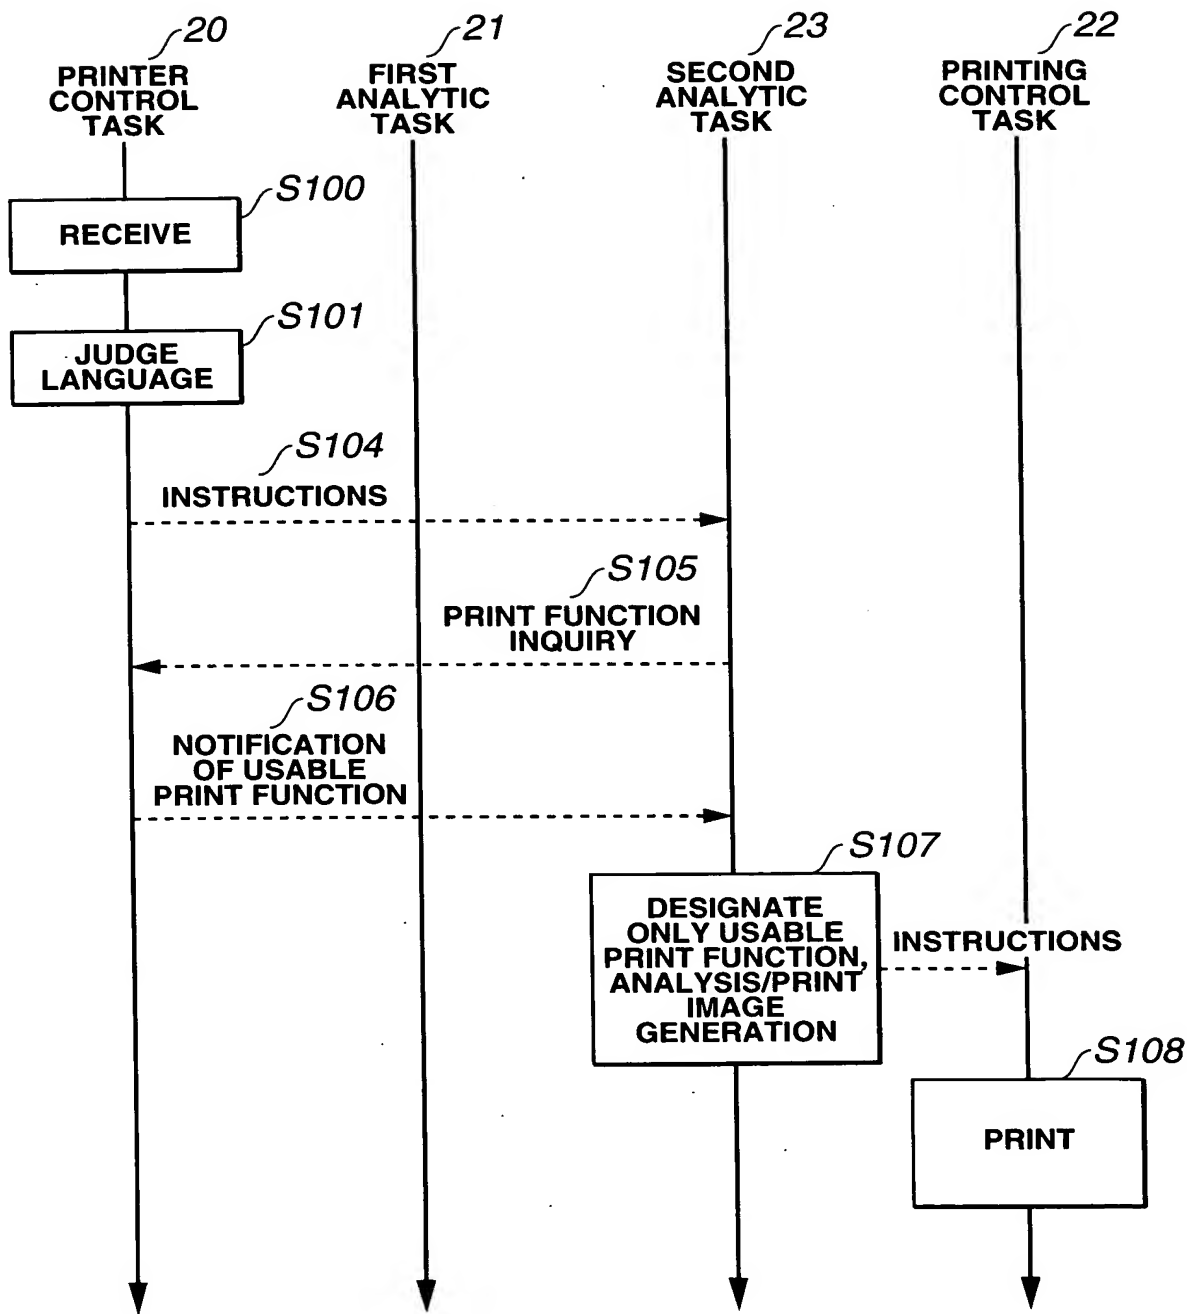 20
21
23
22
PRINTER
CONTROL
TASK
FIRST
ANALYTIC
TASK
SECOND
ANALYTIC
TASK
PRINTING
CONTROL
TASK
S100
RECEIVE
S101
JUDGE
LANGUAGE
S104
INSTRUCTIONS
S105
PRINT FUNCTION
INQUIRY
S106
NOTIFICATION
OF USABLE
PRINT FUNCTION
S107
DESIGNATE
ONLY USABLE
PRINT FUNCTION,
ANALYSIS/PRINT
IMAGE
GENERATION
INSTRUCTIONS
S108
PRINT